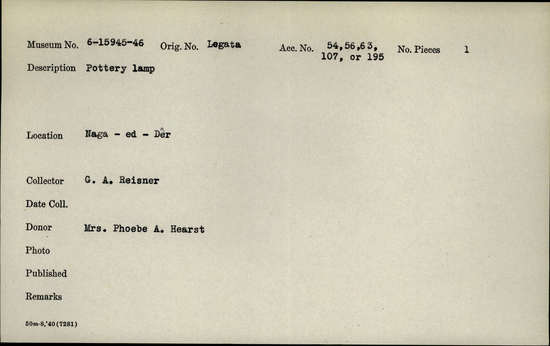 Museum No. 6-15945-46 Orig. No. Legata Acc. No. 54,56,63, No. Pieces 1
107, or 195
Description Pottery lamp
Location Naga - ed - Dêr
Collector G. A. Reisner
Date Coll.
Donor Mrs. Phoebe A. Hearst
Photo
Published
Remarks
50m-8,'40(7281)